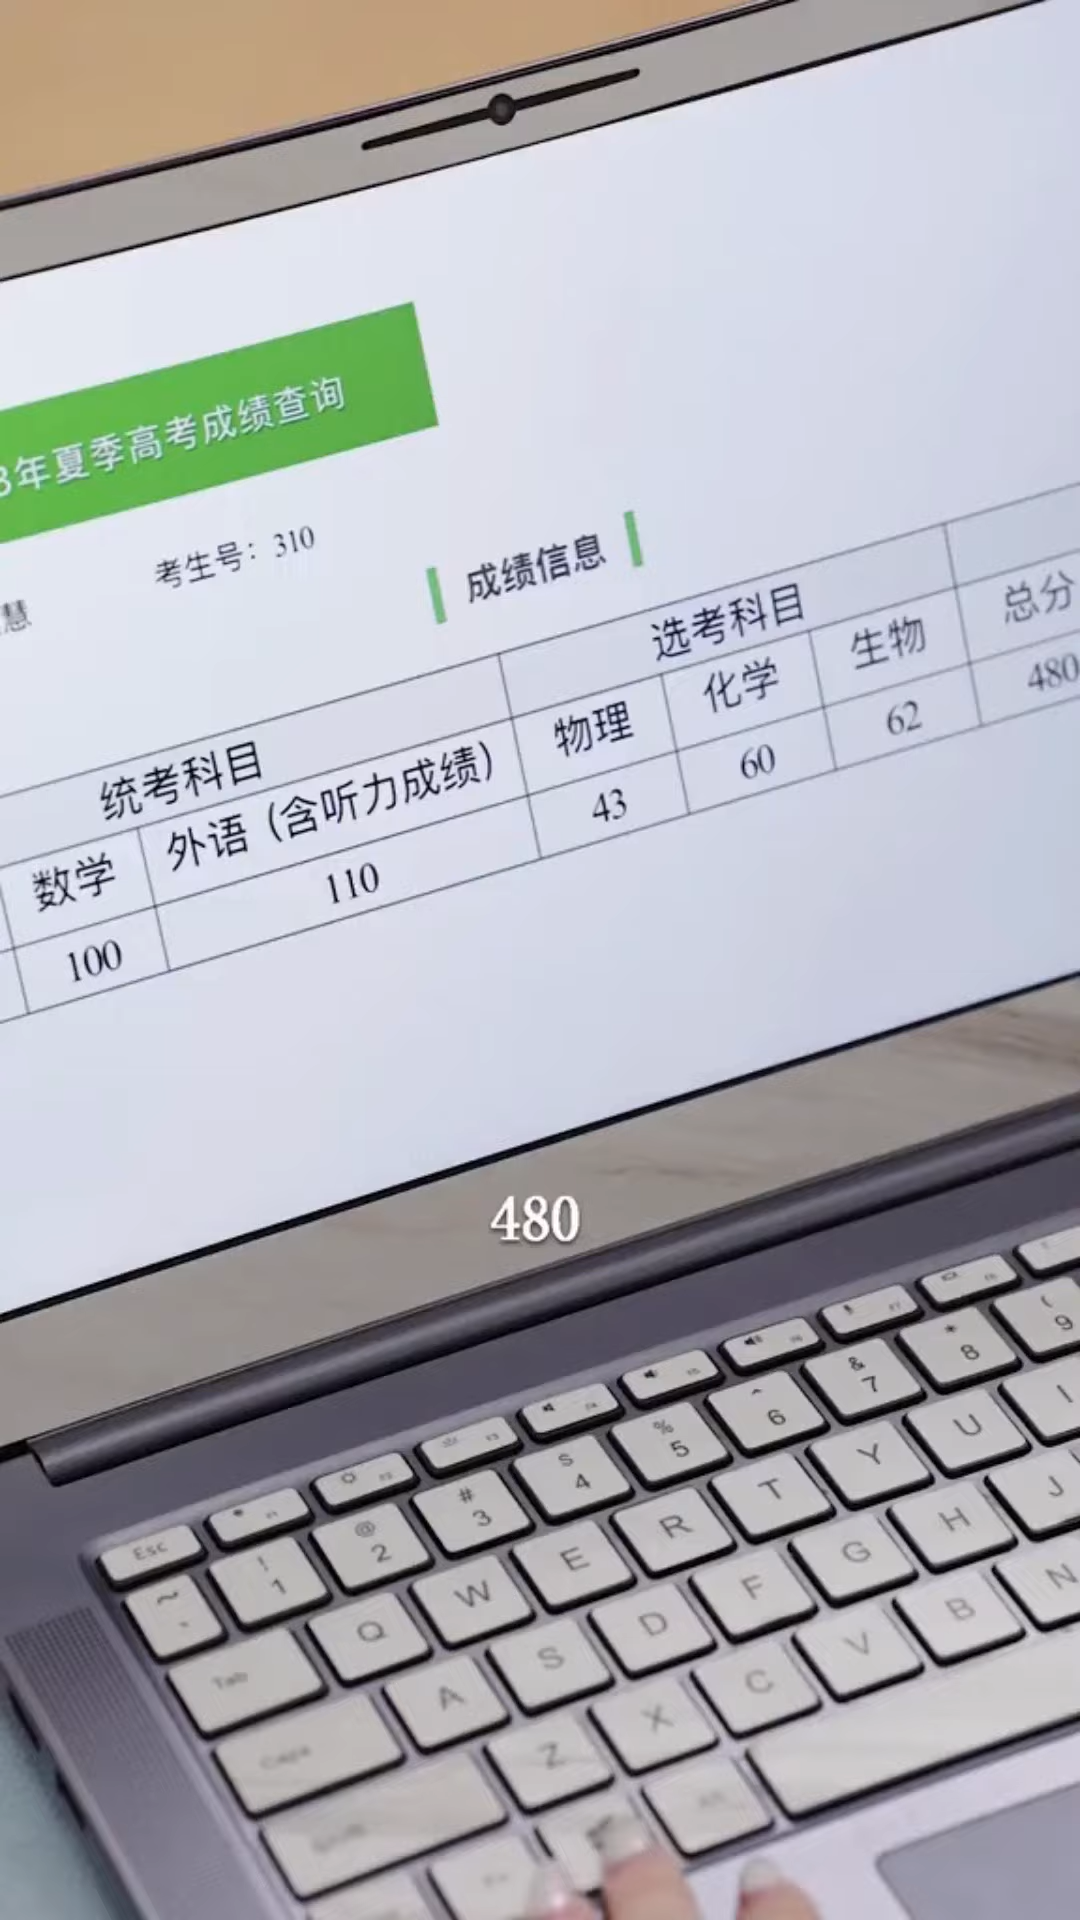 3年夏季高考成绩查询
慧 考生号：310
成绩信息
统考科目 选考科目
数学 外语（含听力成绩） 物理 化学 生物 总分
100 110 43 60 62 480
480
Esc
~ ! 1 @ 2 # 3 $ 4 % 5 ^ 6 & 7 * 8 ( 9
Tab Q W E R T Y U I
Caps A S D F G H J
Shift Z X C V B N